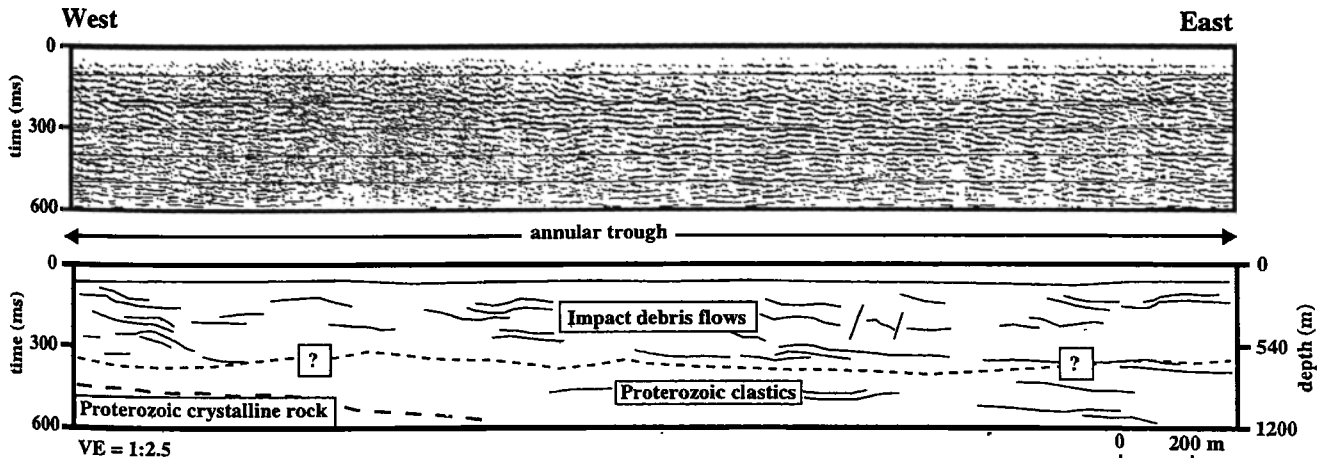 West East
0
time (ms)
300
600
annular trough
0 0
time (ms)
Impact debris flows
300 ? ? 540
depth (m)
Proterozoic clastics
Proterozoic crystalline rock
600 1200
VE = 1:2.5 0 200 m